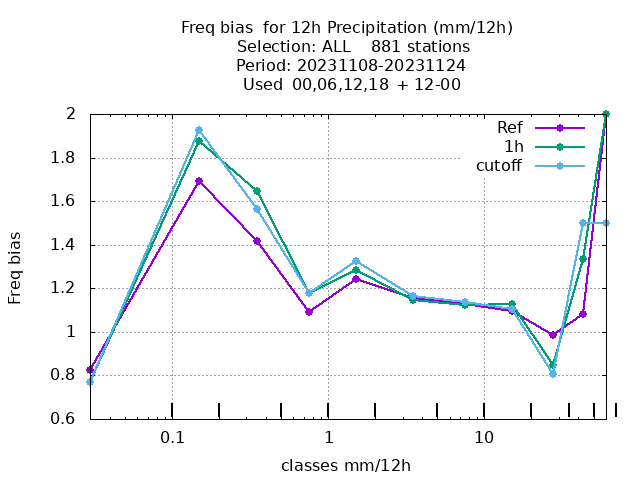 Freq bias  for 12h Precipitation (mm/12h)
Selection: ALL    881 stations
Period: 20231108-20231124
Used  00,06,12,18  + 12-00
Ref
1h
cutoff
Freq bias
2
1.8
1.6
1.4
1.2
1
0.8
0.6
0.1
1
10
classes mm/12h